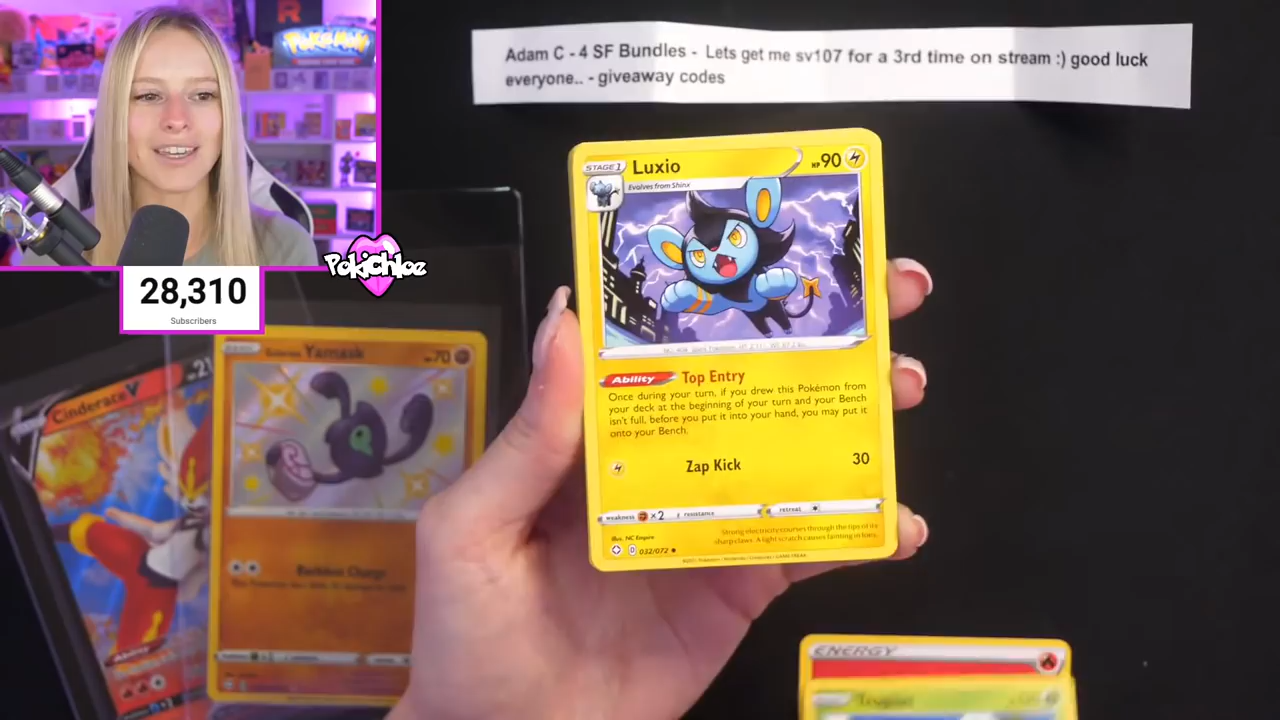 Adam C - 4 SF Bundles - Lets get me sv107 for a 3rd time on stream :) good luck
everyone.. - giveaway codes
R
Pokémon
STAGE 1
Luxio
HP 90
Evolves from Shinx
PokiChloe
28,310
Subscribers
Cinderace V
Galarian Yamask
70
Ability
Top Entry
Once during your turn, if you drew this Pokémon from
your deck at the beginning of your turn and your Bench
isn't full, before you put it into your hand, you may put it
onto your Bench.
Zap Kick
30
weakness
×2
resistance
retreat
Strong electricity courses through the tips of its
sharp claws. A light scratch causes fainting in foes.
Illus. NC Empire
D
032/072
Ability
ENERGY